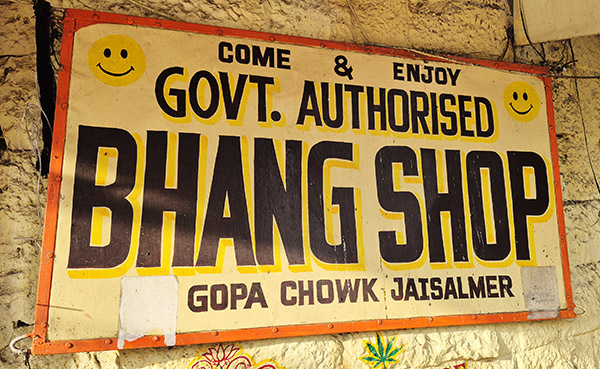 COME & ENJOY
GOVT. AUTHORISED
BHANG SHOP
GOPA CHOWK JAISALMER